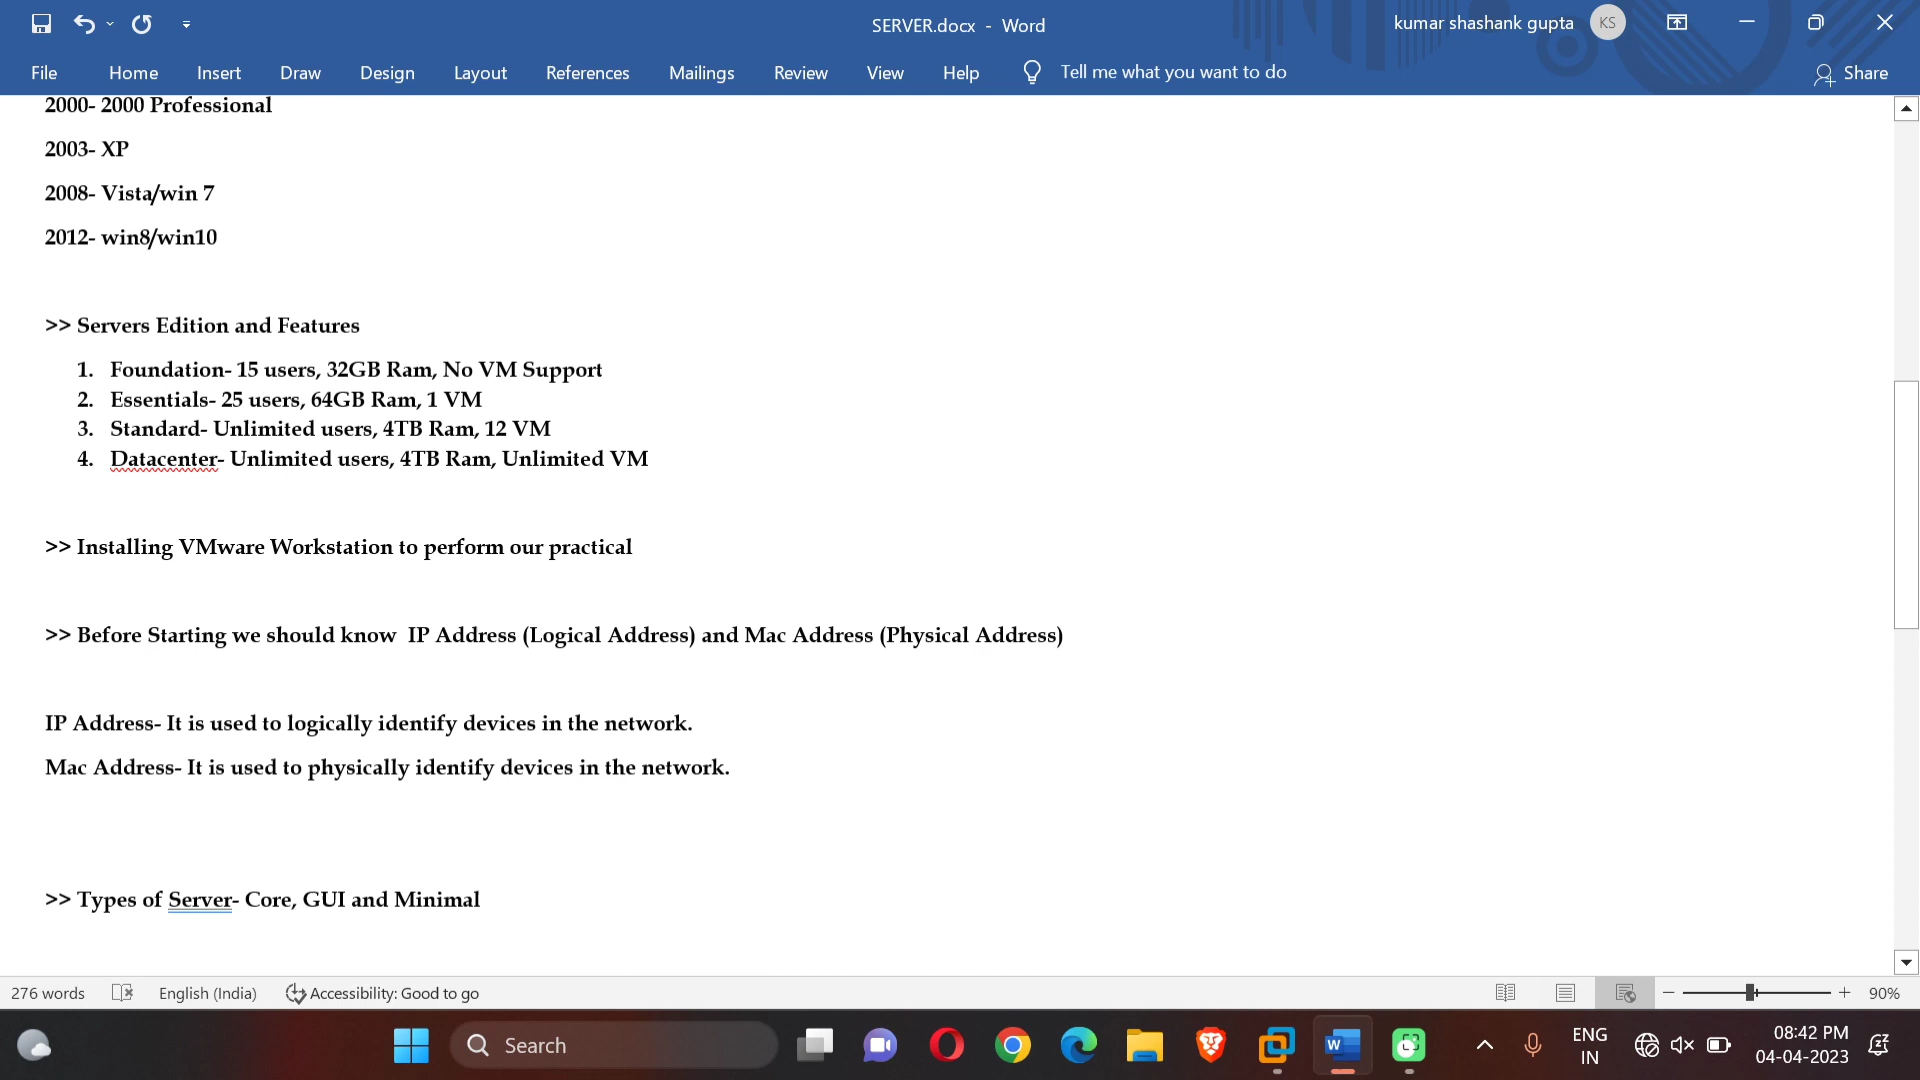 SERVER.docx - Word
kumar shashank gupta KS
File Home Insert Draw Design Layout References Mailings Review View Help Tell me what you want to do Share
2000- 2000 Professional
2003- XP
2008- Vista/win 7
2012- win8/win10
>> Servers Edition and Features
1. Foundation- 15 users, 32GB Ram, No VM Support
2. Essentials- 25 users, 64GB Ram, 1 VM
3. Standard- Unlimited users, 4TB Ram, 12 VM
4. Datacenter- Unlimited users, 4TB Ram, Unlimited VM
>> Installing VMware Workstation to perform our practical
>> Before Starting we should know  IP Address (Logical Address) and Mac Address (Physical Address)
IP Address- It is used to logically identify devices in the network.
Mac Address- It is used to physically identify devices in the network.
>> Types of Server- Core, GUI and Minimal
276 words English (India) Accessibility: Good to go 90%
Search
ENG
IN
08:42 PM
04-04-2023